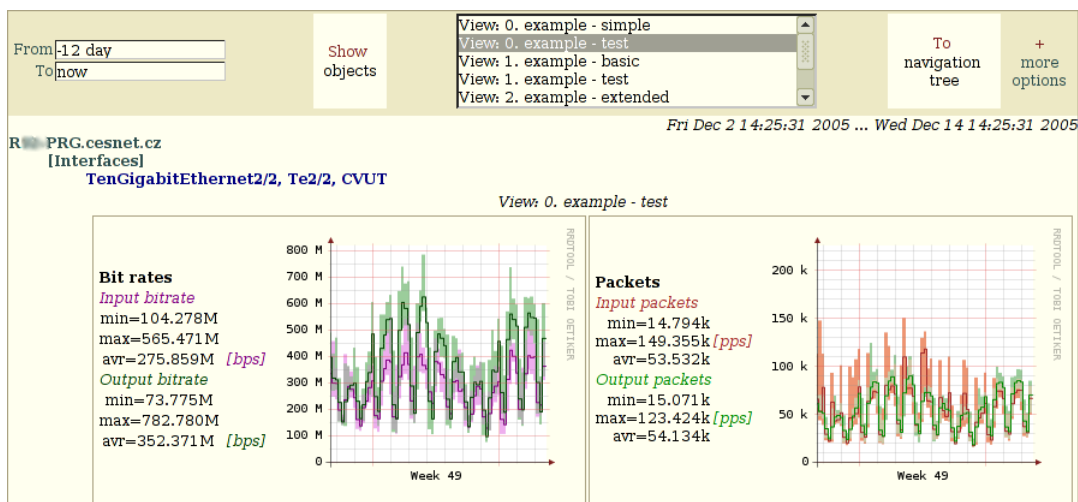 From -12 day
To now
Show
objects
View: 0. example - simple
View: 0. example - test
View: 1. example - basic
View: 1. example - test
View: 2. example - extended
To
navigation
tree
+
more
options
Fri Dec 2 14:25:31 2005 ... Wed Dec 14 14:25:31 2005
PRG.cesnet.cz
[Interfaces]
TenGigabitEthernet2/2, Te2/2, CVUT
View: 0. example - test
Bit rates
Input bitrate
min=104.278M
max=565.471M
avr=275.859M [bps]
Output bitrate
min=73.775M
max=782.780M
avr=352.371M [bps]
800 M
700 M
600 M
500 M
400 M
300 M
200 M
100 M
0
Week 49
RRDTOOL / TOBI OETIKER
Packets
Input packets
min=14.794k
max=149.355k [pps]
avr=53.532k
Output packets
min=15.071k
max=123.424k [pps]
avr=54.134k
200 k
150 k
100 k
50 k
0
Week 49
RRDTOOL / TOBI OETIKER